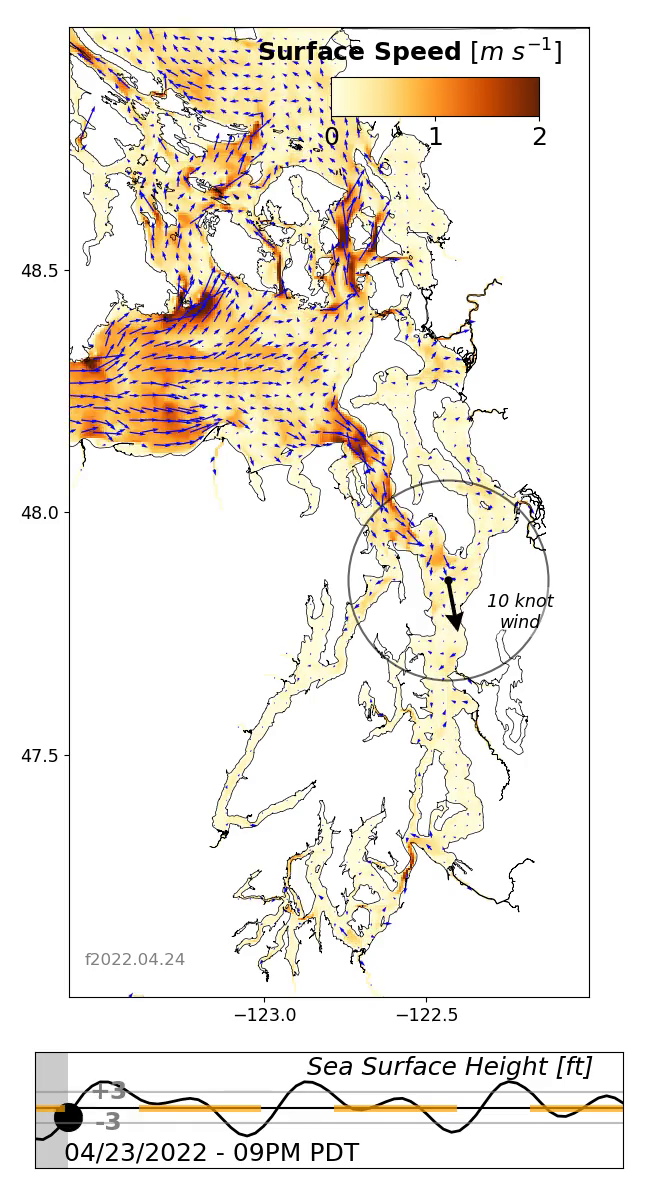 Surface Speed [m s⁻¹]
0 1 2
48.5
48.0
47.5
10 knot
wind
f2022.04.24
−123.0 −122.5
Sea Surface Height [ft]
+3
-3
04/23/2022 - 09PM PDT